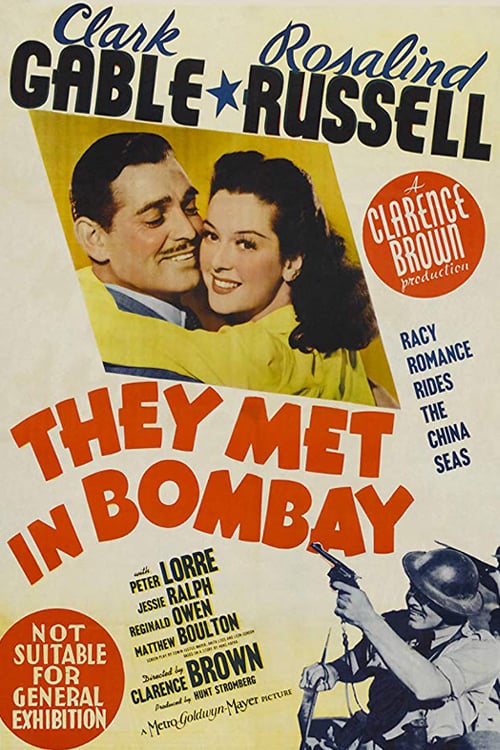 Clark Rosalind
GABLE ★ RUSSELL
A
CLARENCE
BROWN
production
RACY
ROMANCE
RIDES
THE
CHINA
SEAS
THEY MET
IN BOMBAY
with
PETER LORRE
JESSIE RALPH
REGINALD OWEN
MATTHEW BOULTON
Directed by
CLARENCE BROWN
Produced by HUNT STROMBERG
A Metro-Goldwyn-Mayer PICTURE
NOT
SUITABLE
FOR
GENERAL
EXHIBITION